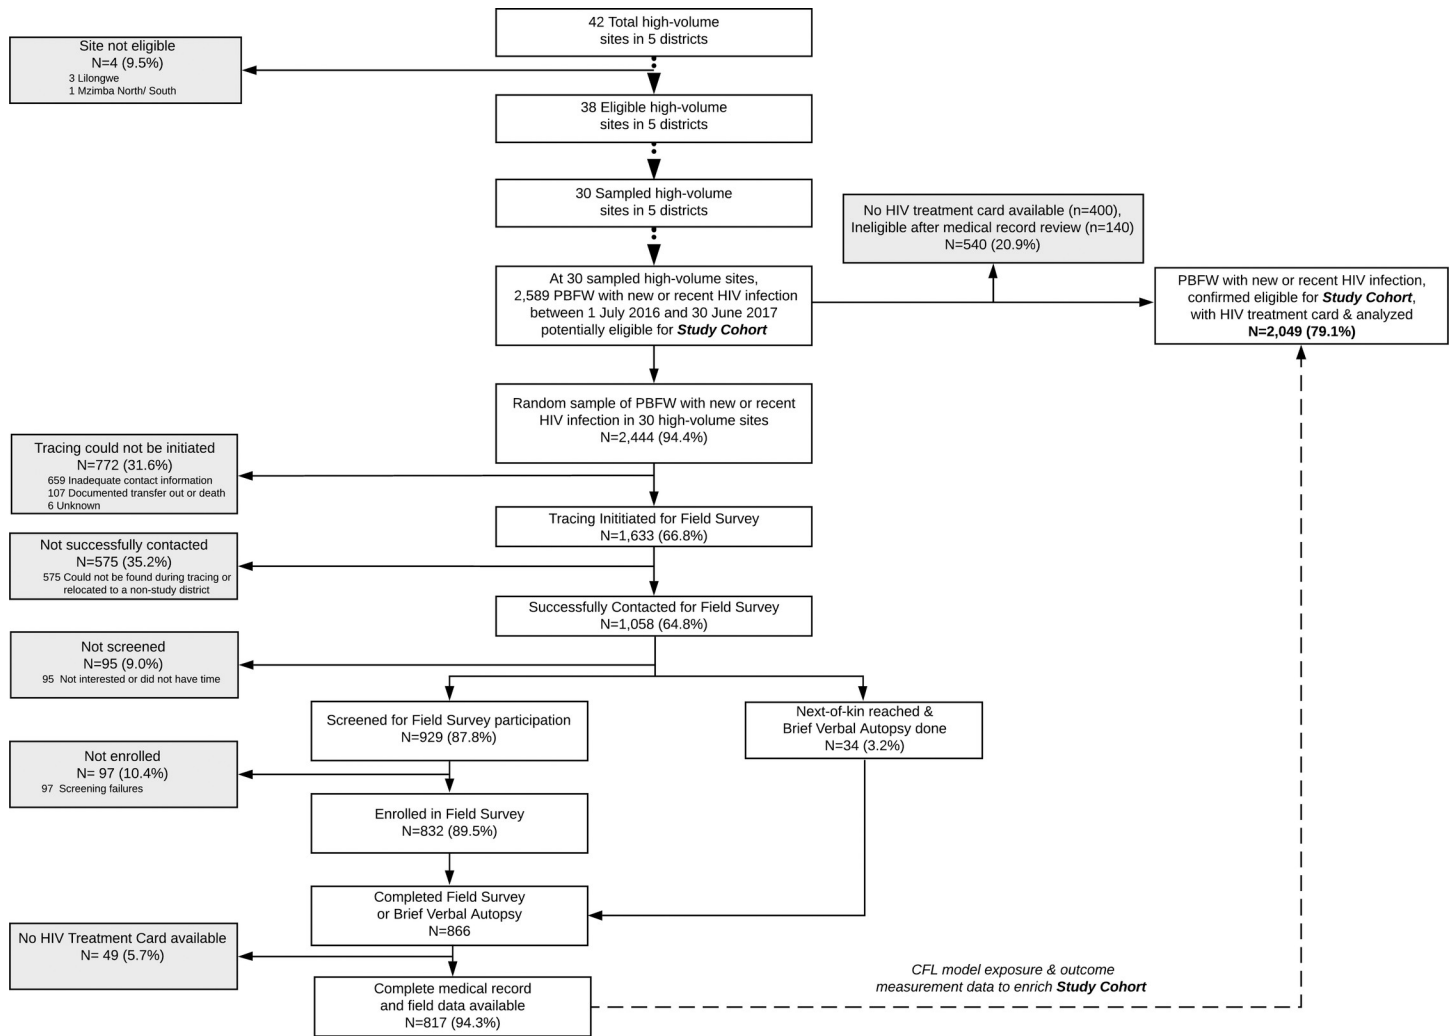 42 Total high-volume
sites in 5 districts
Site not eligible
N=4 (9.5%)
3 Lilongwe
1 Mzimba North/ South
38 Eligible high-volume
sites in 5 districts
30 Sampled high-volume
sites in 5 districts
No HIV treatment card available (n=400),
Ineligible after medical record review (n=140)
N=540 (20.9%)
At 30 sampled high-volume sites,
2,589 PBFW with new or recent HIV infection
between 1 July 2016 and 30 June 2017
potentially eligible for Study Cohort
PBFW with new or recent HIV infection,
confirmed eligible for Study Cohort,
with HIV treatment card & analyzed
N=2,049 (79.1%)
Random sample of PBFW with new or recent
HIV infection in 30 high-volume sites
N=2,444 (94.4%)
Tracing could not be initiated
N=772 (31.6%)
659 Inadequate contact information
107 Documented transfer out or death
6 Unknown
Tracing Inititiated for Field Survey
N=1,633 (66.8%)
Not successfully contacted
N=575 (35.2%)
575 Could not be found during tracing or
relocated to a non-study district
Successfully Contacted for Field Survey
N=1,058 (64.8%)
Not screened
N=95 (9.0%)
95 Not interested or did not have time
Screened for Field Survey participation
N=929 (87.8%)
Next-of-kin reached &
Brief Verbal Autopsy done
N=34 (3.2%)
Not enrolled
N= 97 (10.4%)
97 Screening failures
Enrolled in Field Survey
N=832 (89.5%)
Completed Field Survey
or Brief Verbal Autopsy
N=866
No HIV Treatment Card available
N= 49 (5.7%)
Complete medical record
and field data available
N=817 (94.3%)
CFL model exposure & outcome
measurement data to enrich Study Cohort